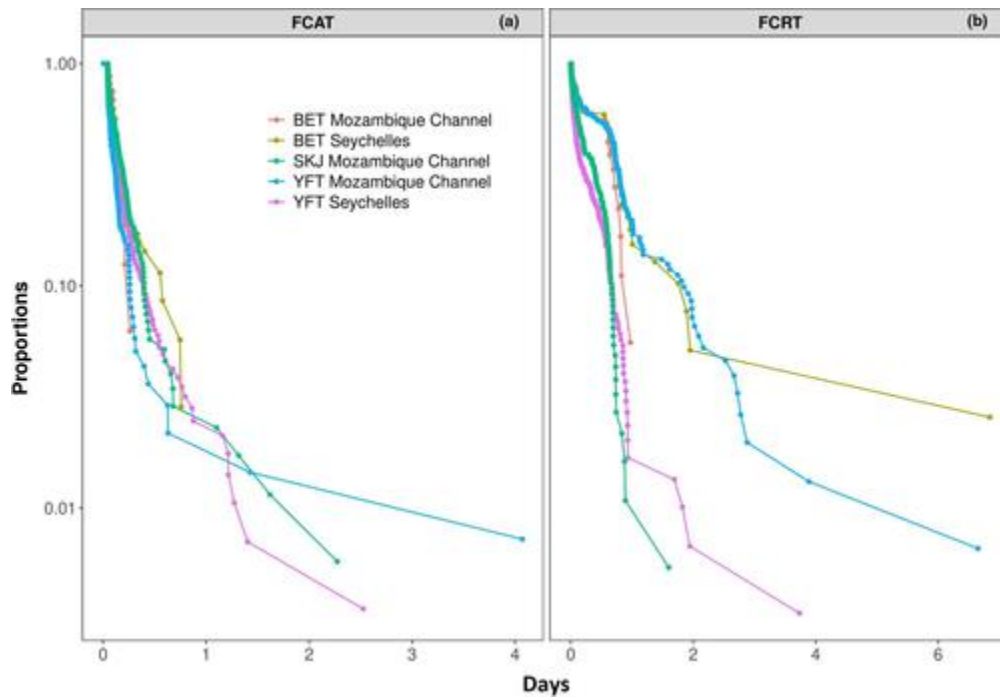 FCAT (a)
FCRT (b)
Proportions
1.00
0.10
0.01
BET Mozambique Channel
BET Seychelles
SKJ Mozambique Channel
YFT Mozambique Channel
YFT Seychelles
0 1 2 3 4
0 2 4 6
Days